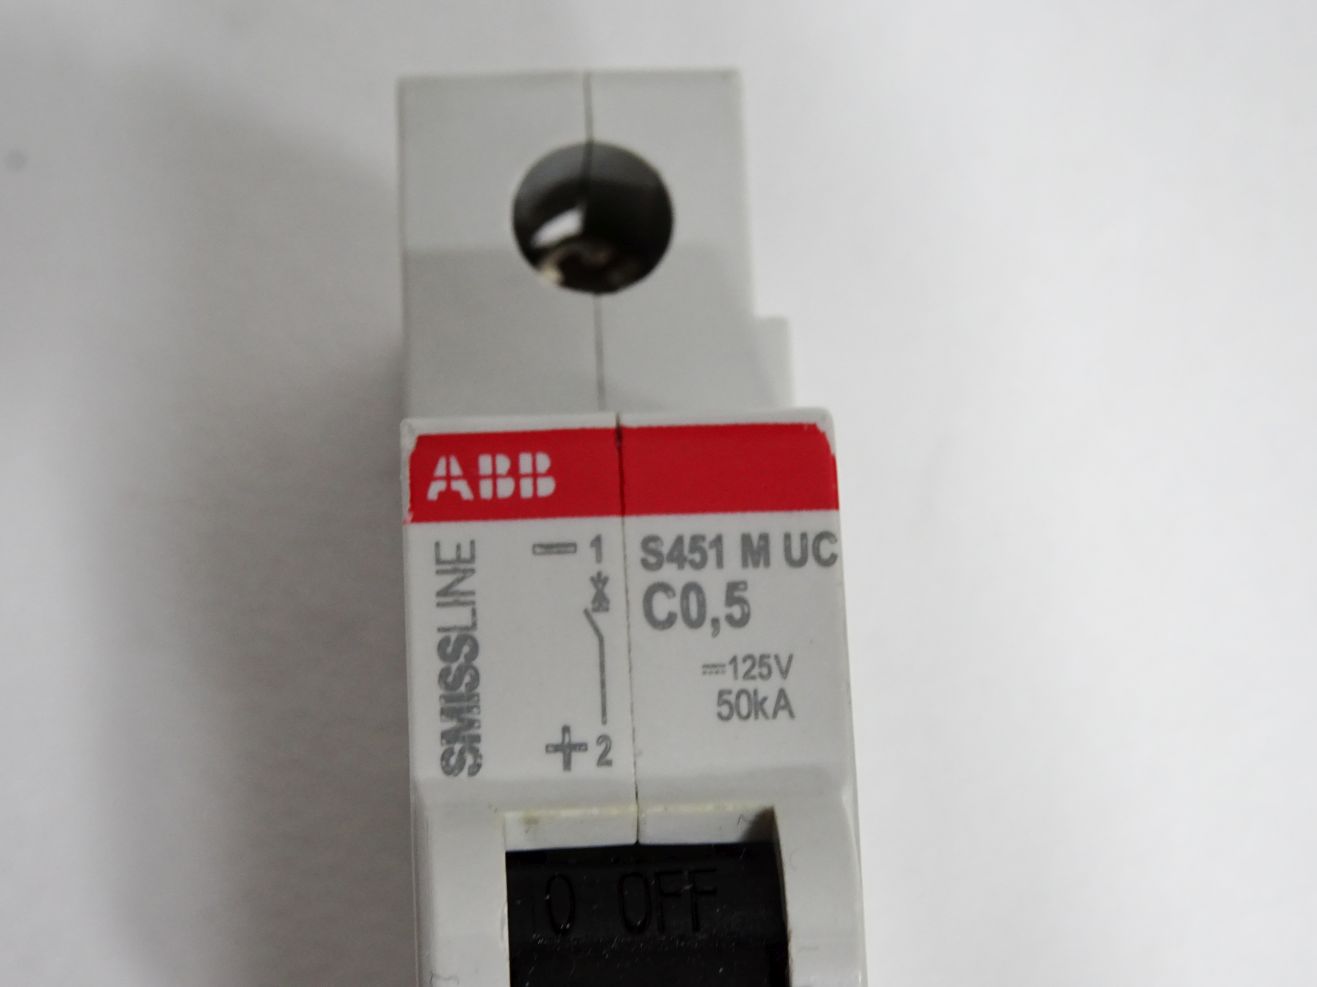 ABB
SMISSLINE
− 1
+ 2
S451 M UC
C0,5
⎓125V
50kA
0 OFF